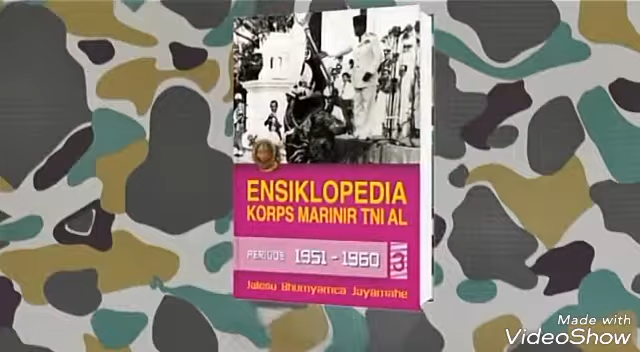 ENSIKLOPEDIA
KORPS MARINIR TNI AL
PERIODE 1951 - 1960
Jalesu Bhumyamca Jayamahe
Made with
VideoShow